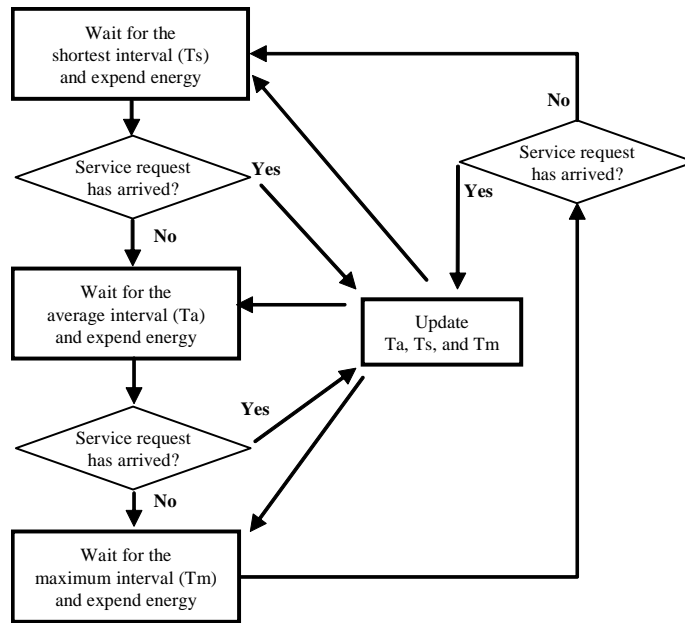 Wait for the
shortest interval (Ts)
and expend energy
No
Service request
has arrived?
Yes
Service request
has arrived?
Yes
No
Wait for the
average interval (Ta)
and expend energy
Update
Ta, Ts, and Tm
Yes
Service request
has arrived?
No
Wait for the
maximum interval (Tm)
and expend energy